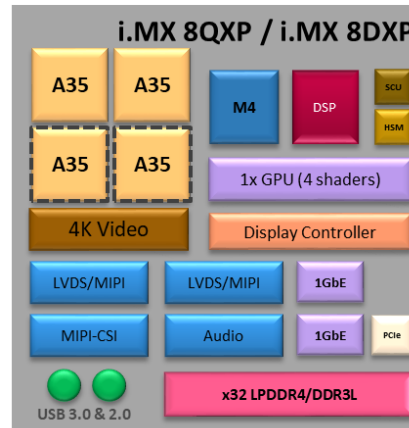 i.MX 8QXP / i.MX 8DXP
A35
A35
M4
DSP
SCU
HSM
A35
A35
1x GPU (4 shaders)
4K Video
Display Controller
LVDS/MIPI
LVDS/MIPI
1GbE
MIPI-CSI
Audio
1GbE
PCIe
USB 3.0 & 2.0
x32 LPDDR4/DDR3L